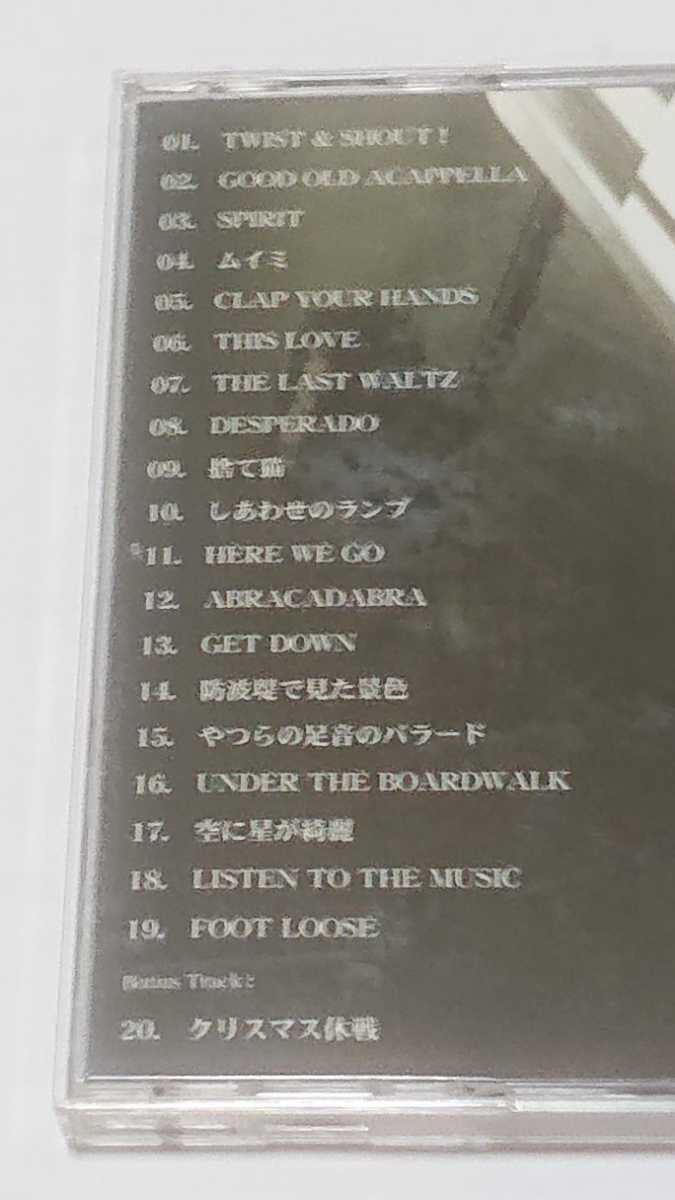 01. TWIST & SHOUT!
02. GOOD OLD ACAPPELLA
03. SPIRIT
04. ムイミ
05. CLAP YOUR HANDS
06. THIS LOVE
07. THE LAST WALTZ
08. DESPERADO
09. 捨て猫
10. しあわせのランプ
11. HERE WE GO
12. ABRACADABRA
13. GET DOWN
14. 防波堤で見た景色
15. やつらの足音のバラード
16. UNDER THE BOARDWALK
17. 空に星が綺麗
18. LISTEN TO THE MUSIC
19. FOOT LOOSE
Bonus Track:
20. クリスマス休戦